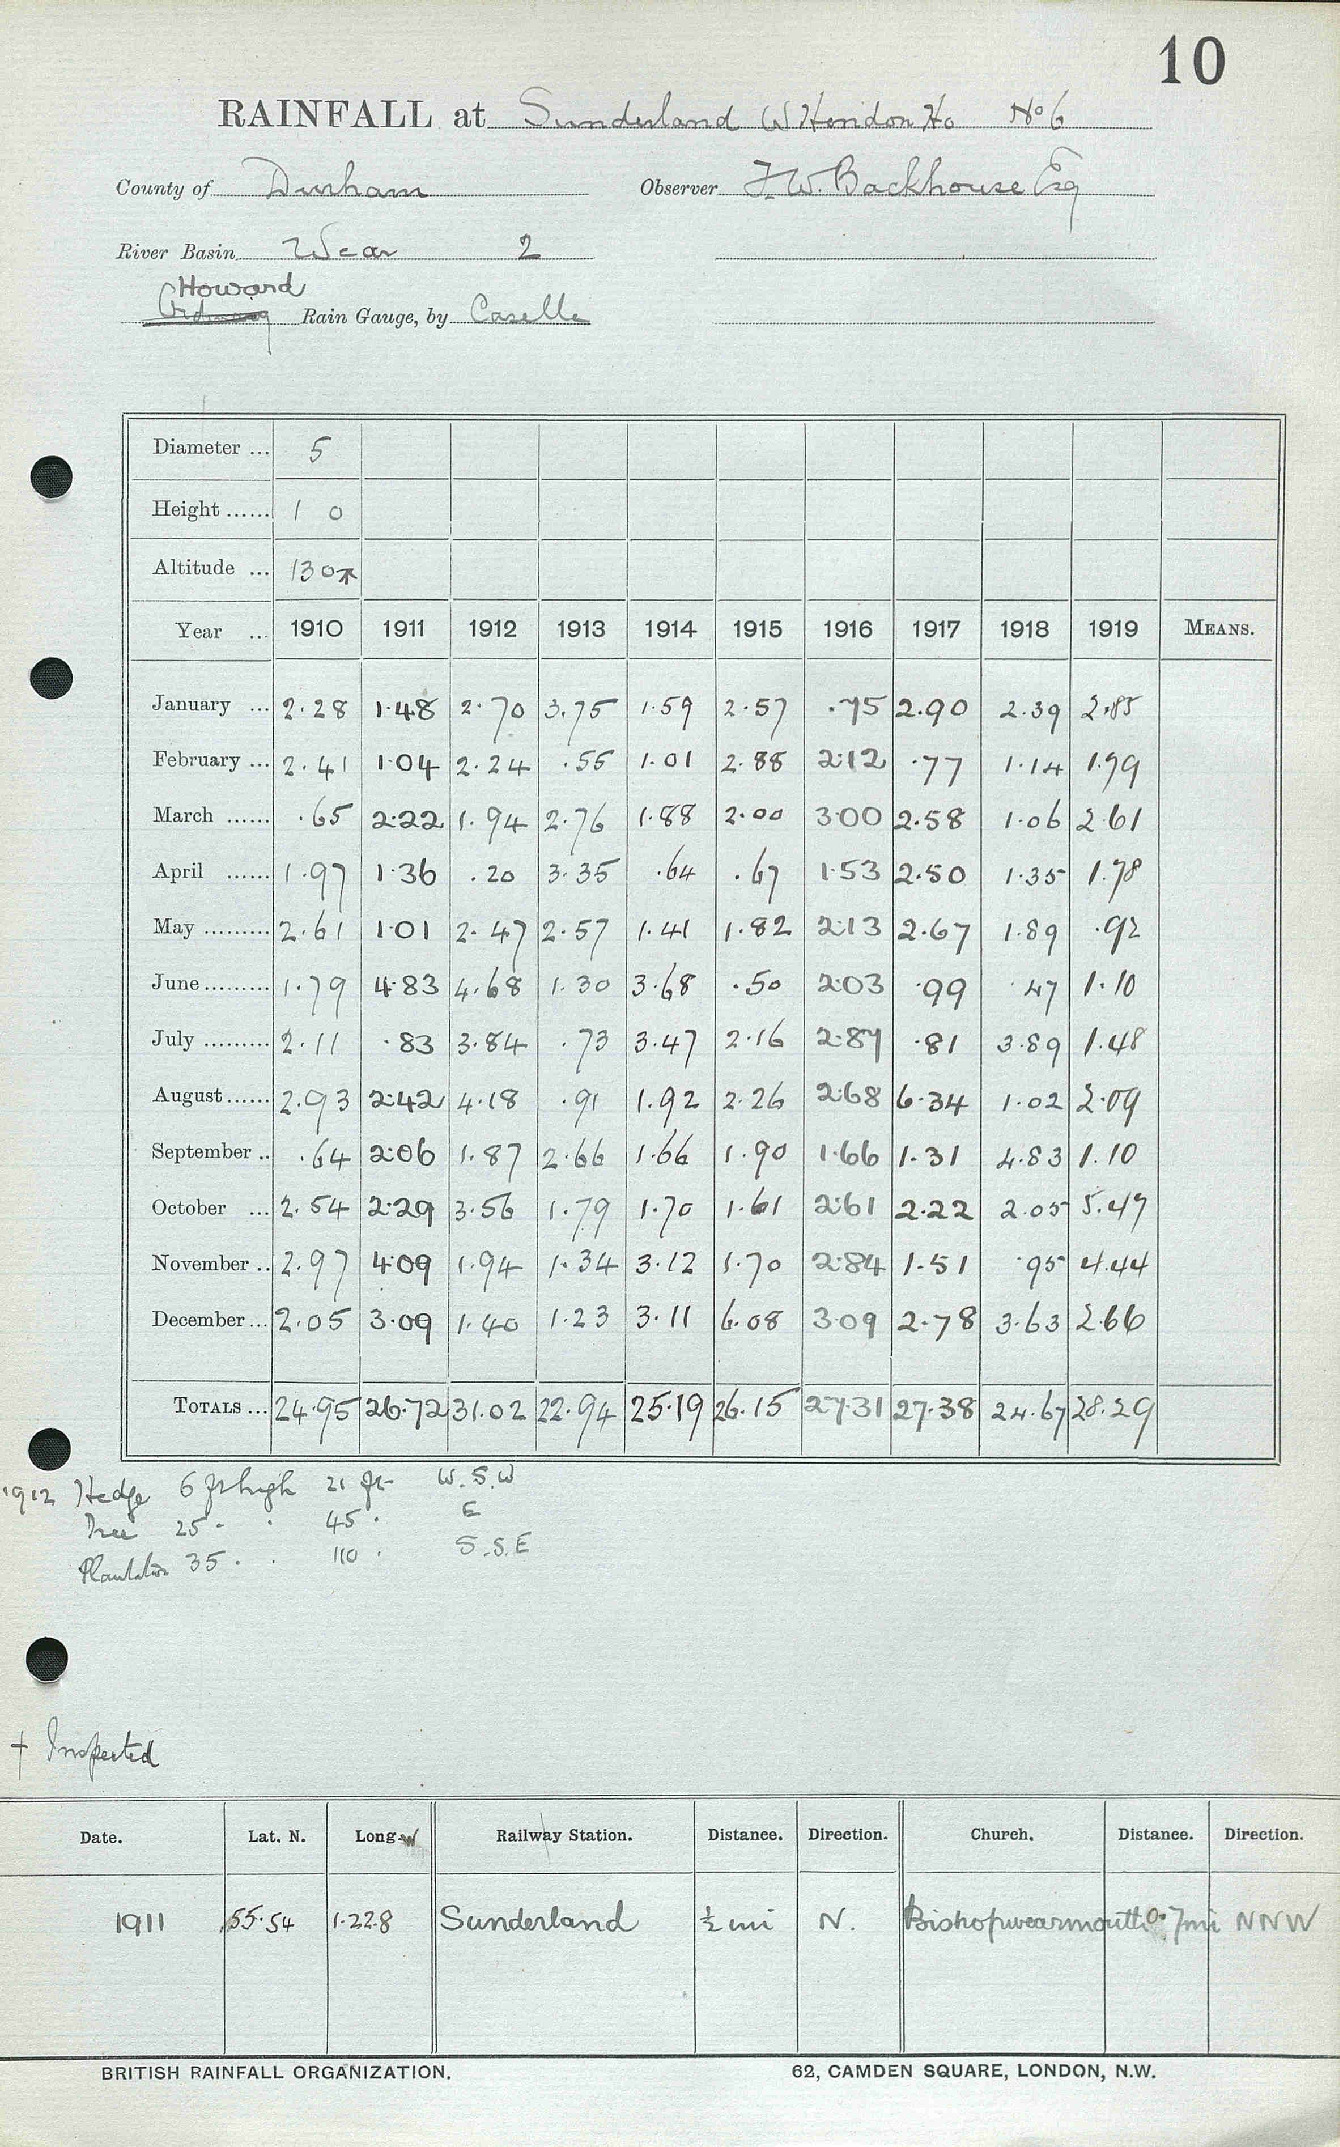 10
RAINFALL at Sunderland W Hendon Ho No 6
County of Durham Observer T. W. Backhouse Esq
River Basin Wear 2
Howard
Ordinary Rain Gauge, by Casella
Diameter ... 5
Height ...... 1 0
Altitude ... 130
Year ... 1910 1911 1912 1913 1914 1915 1916 1917 1918 1919 MEANS.
January ... 2.28 1.48 2.70 3.75 1.59 2.57 .75 2.90 2.39 2.85
February ... 2.41 1.04 2.24 .55 1.01 2.88 2.12 .77 1.14 1.79
March ...... .65 2.22 1.94 2.76 1.88 2.00 3.00 2.58 1.06 2.61
April ...... 1.97 1.36 .20 3.35 .64 .67 1.53 2.50 1.35 1.78
May ......... 2.61 1.01 2.47 2.57 1.41 1.82 2.13 2.67 1.89 .92
June ......... 1.79 4.83 4.68 1.30 3.68 .50 2.03 .99 .47 1.10
July ......... 2.11 .83 3.84 .73 3.47 2.16 2.87 .81 3.89 1.48
August ...... 2.93 2.42 4.18 .91 1.92 2.26 2.68 6.34 1.02 2.09
September .. .64 2.06 1.87 2.66 1.66 1.90 1.66 1.31 4.83 1.10
October ... 2.54 2.29 3.56 1.79 1.70 1.61 2.61 2.22 2.05 5.47
November .. 2.97 4.09 1.94 1.34 3.12 1.70 2.84 1.51 .95 4.44
December ... 2.05 3.09 1.40 1.23 3.11 6.08 3.09 2.78 3.63 2.66
TOTALS ... 24.95 26.72 31.02 22.94 25.19 26.15 27.31 27.38 24.67 28.29
1912 Hedge 6 ft high 21 ft W.S.W
Tree 25 " " 45 " E
Plantation 35 " " 110 " S.S.E
† Inspected
Date. Lat. N. Long. W Railway Station. Distance. Direction. Church. Distance. Direction.
1911 55.54 1.22.8 Sunderland ½ mi N. Bishopwearmouth 0.7 mi NNW
BRITISH RAINFALL ORGANIZATION. 62, CAMDEN SQUARE, LONDON, N.W.